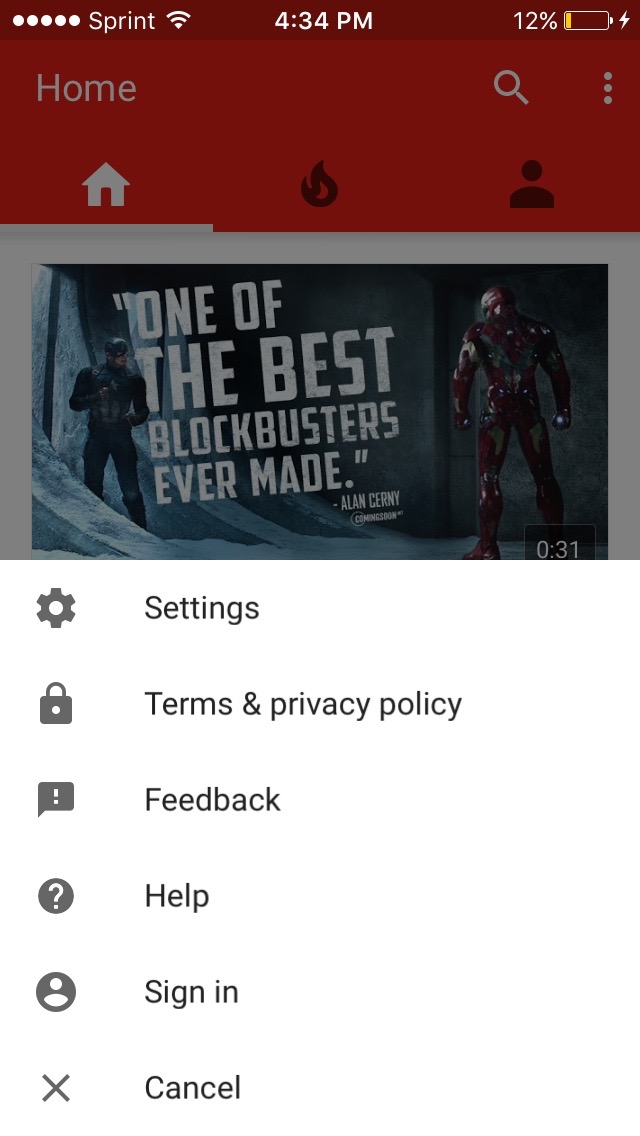 Sprint 4:34 PM 12%
Home
"ONE OF
THE BEST
BLOCKBUSTERS
EVER MADE."
- ALAN CERNY
COMINGSOON
0:31
Settings
Terms & privacy policy
Feedback
Help
Sign in
Cancel